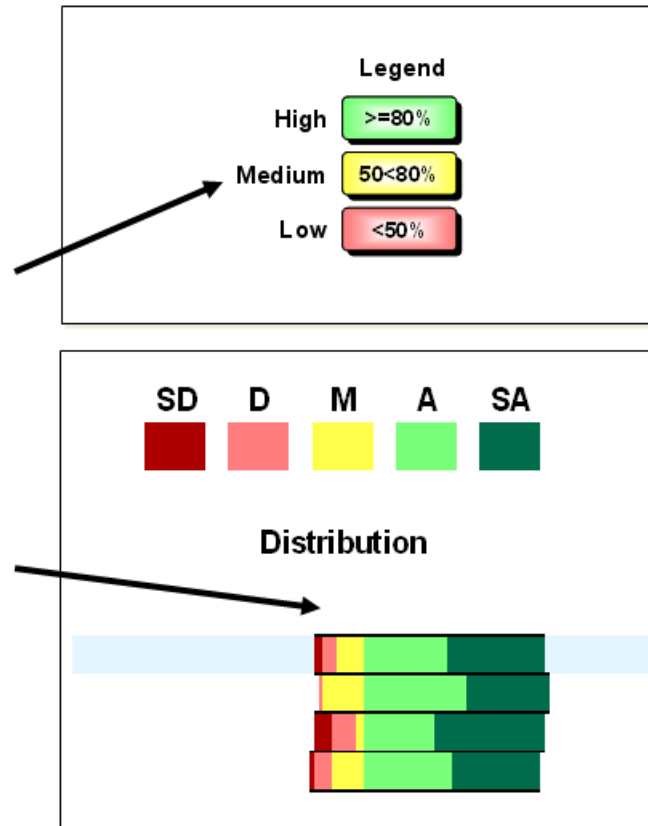 Legend
High >=80%
Medium 50<80%
Low <50%
SD D M A SA
Distribution